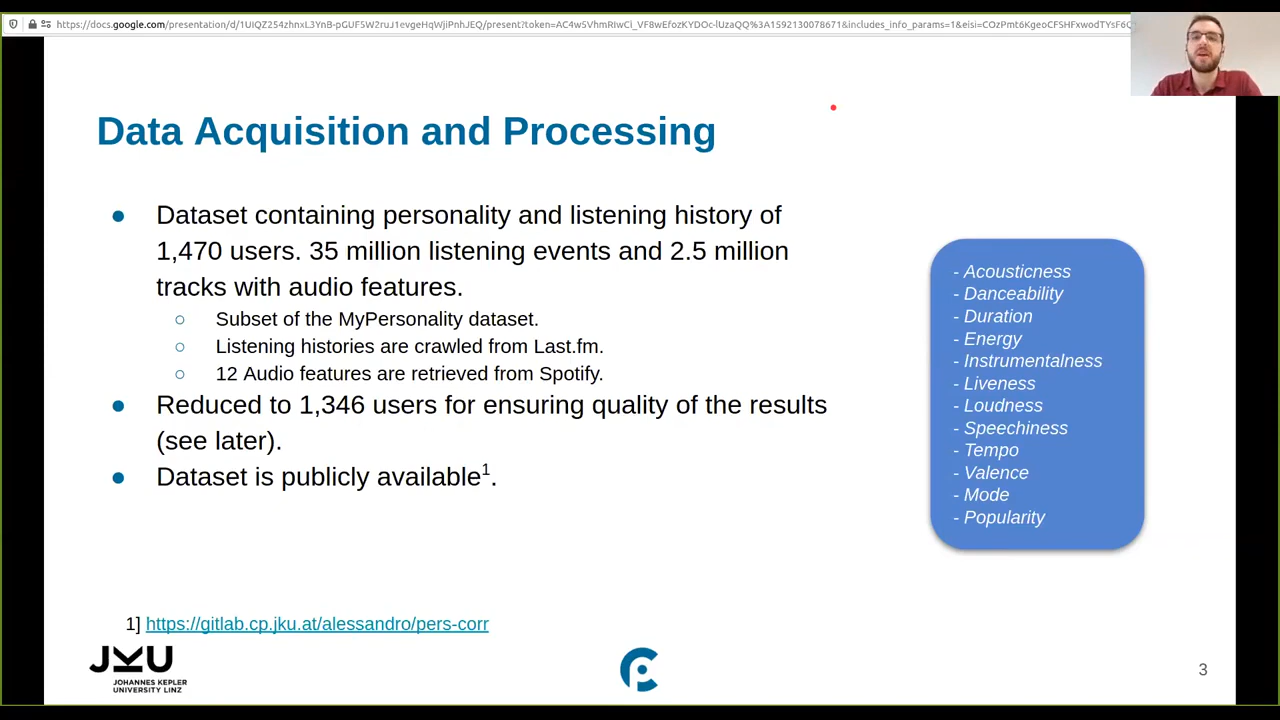 Data Acquisition and Processing
● Dataset containing personality and listening history of
1,470 users. 35 million listening events and 2.5 million
tracks with audio features.
○ Subset of the MyPersonality dataset.
○ Listening histories are crawled from Last.fm.
○ 12 Audio features are retrieved from Spotify.
● Reduced to 1,346 users for ensuring quality of the results
(see later).
● Dataset is publicly available¹.
- Acousticness
- Danceability
- Duration
- Energy
- Instrumentalness
- Liveness
- Loudness
- Speechiness
- Tempo
- Valence
- Mode
- Popularity
1] https://gitlab.cp.jku.at/alessandro/pers-corr
JKU
JOHANNES KEPLER
UNIVERSITY LINZ
3